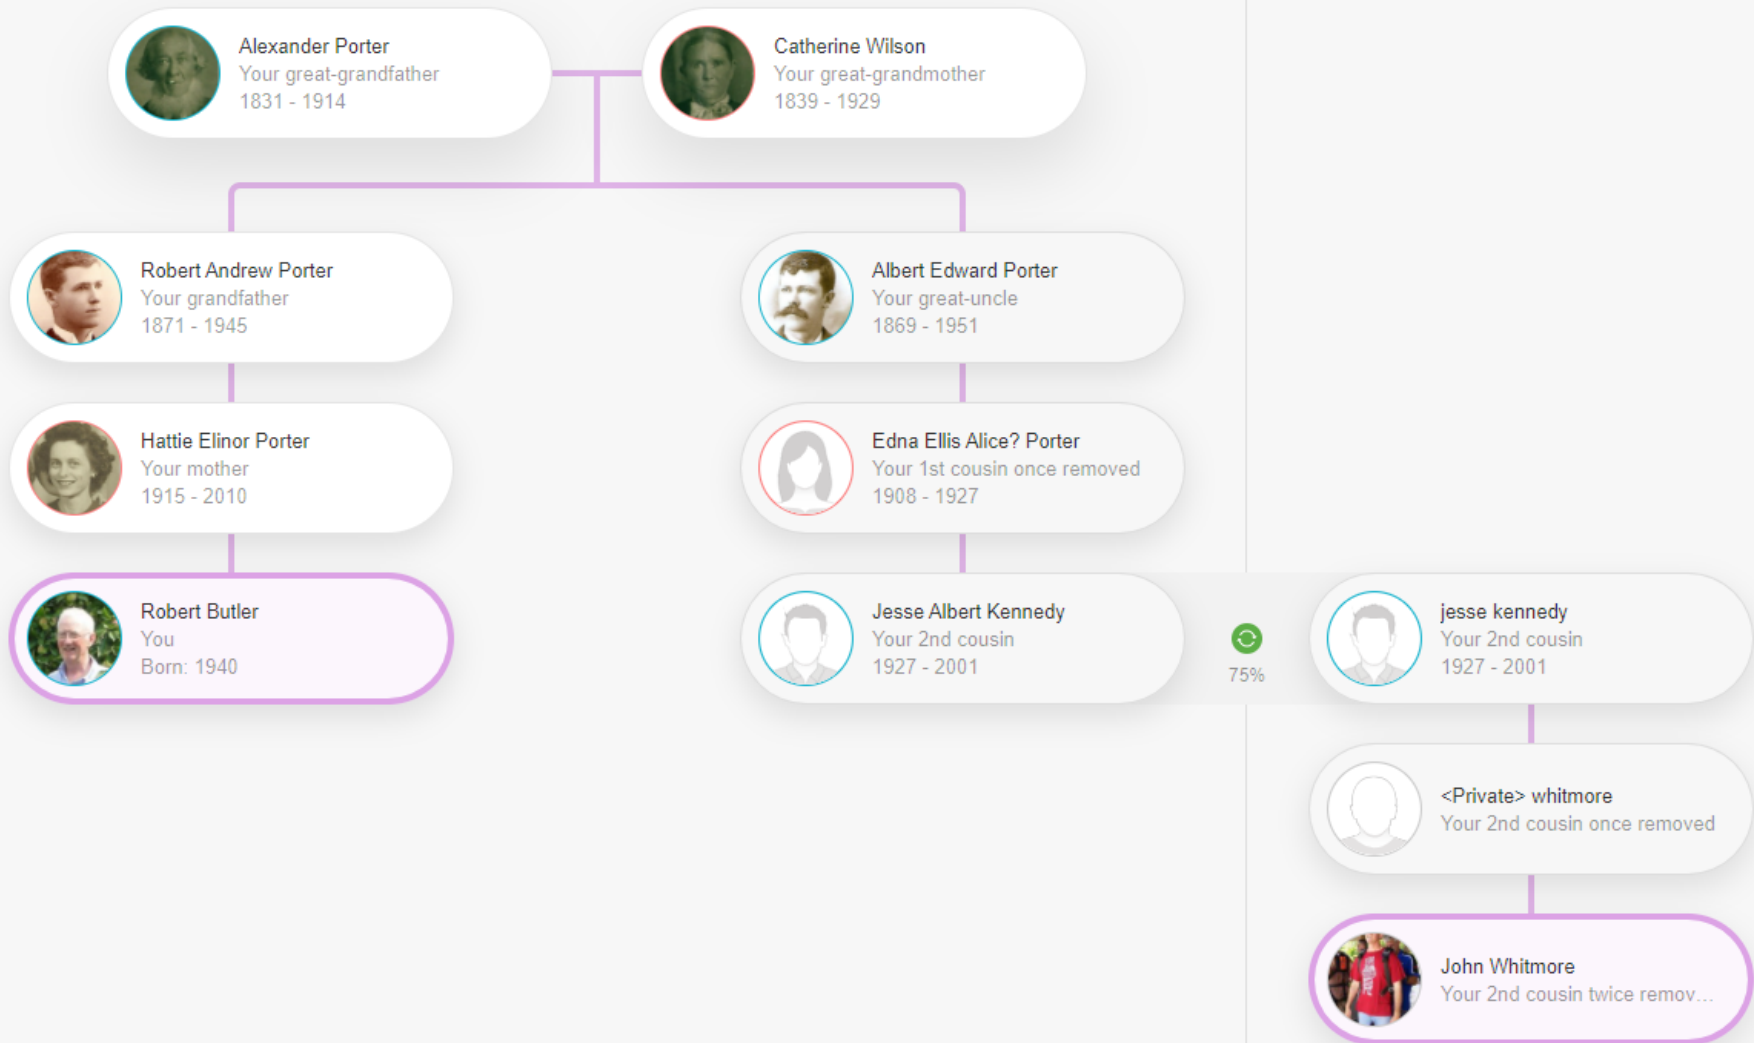 Alexander Porter
Your great-grandfather
1831 - 1914
Catherine Wilson
Your great-grandmother
1839 - 1929
Robert Andrew Porter
Your grandfather
1871 - 1945
Albert Edward Porter
Your great-uncle
1869 - 1951
Hattie Elinor Porter
Your mother
1915 - 2010
Edna Ellis Alice? Porter
Your 1st cousin once removed
1908 - 1927
Robert Butler
You
Born: 1940
Jesse Albert Kennedy
Your 2nd cousin
1927 - 2001
75%
jesse kennedy
Your 2nd cousin
1927 - 2001
<Private> whitmore
Your 2nd cousin once removed
John Whitmore
Your 2nd cousin twice remov...